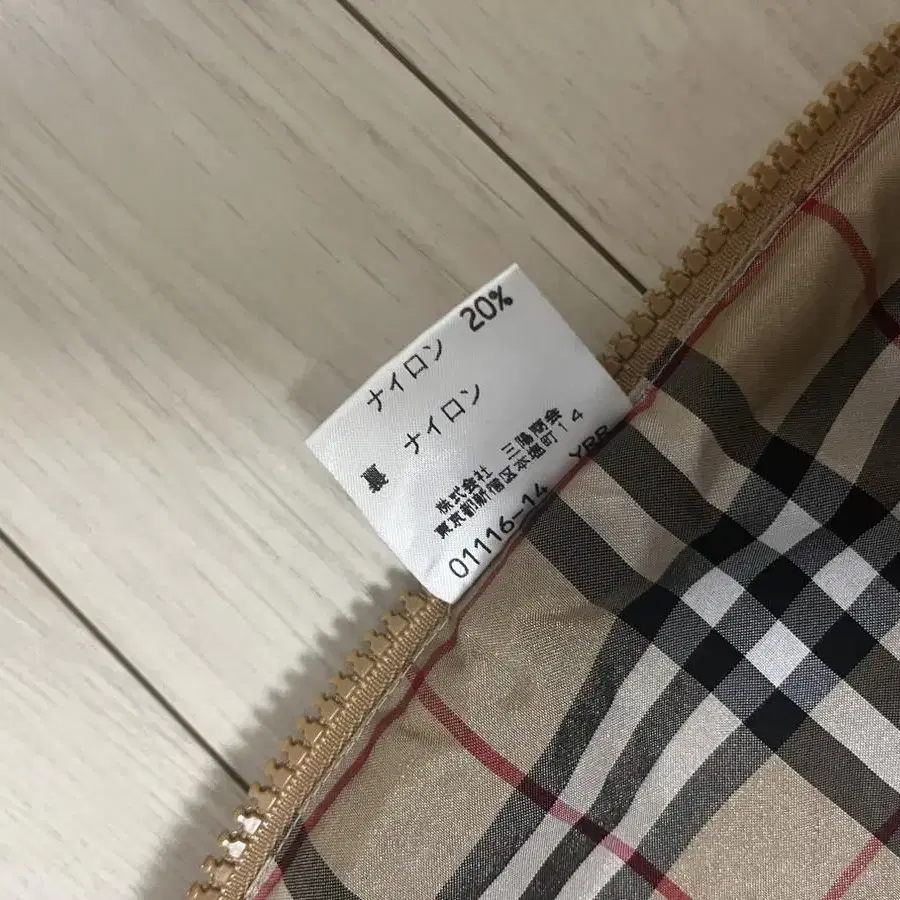 ナイロン 20%
裏 ナイロン
株式会社 三陽商会
東京都新宿区本塩町14
01116-14 YRR